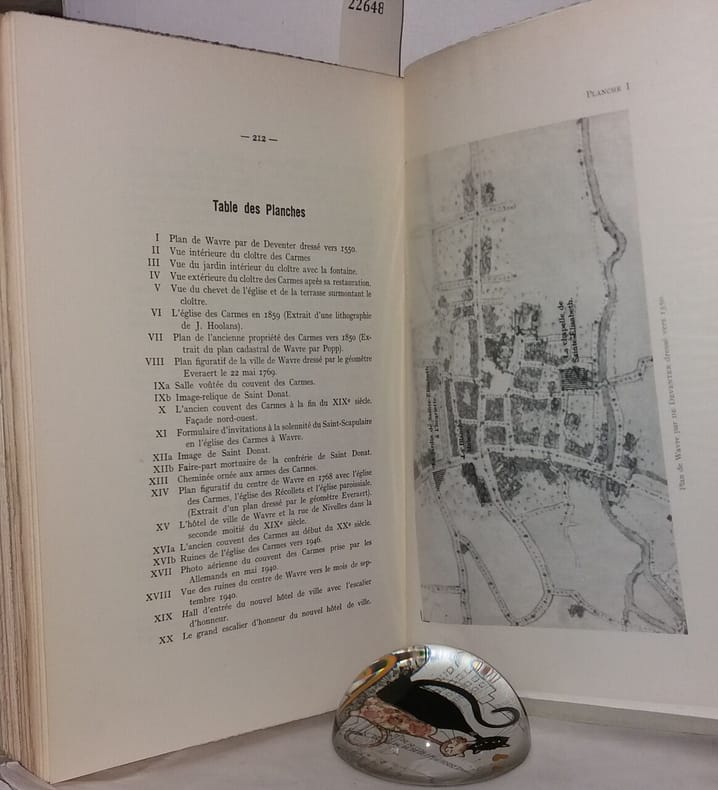 22648
— 212 —
Table des Planches
I Plan de Wavre par de Deventer dressé vers 1550.
II Vue intérieure du cloître des Carmes
III Vue du jardin intérieur du cloître avec la fontaine.
IV Vue extérieure du cloître des Carmes après sa restauration.
V Vue du chevet de l'église et de la terrasse surmontant le
cloître.
VI L'église des Carmes en 1859 (Extrait d'une lithographie
de J. Hoolans).
VII Plan de l'ancienne propriété des Carmes vers 1850 (Ex-
trait du plan cadastral de Wavre par Popp).
VIII Plan figuratif de la ville de Wavre dressé par le géomètre
Everaert le 22 mai 1769.
IXa Salle voûtée du couvent des Carmes.
IXb Image-relique de Saint Donat.
X L'ancien couvent des Carmes à la fin du XIXe siècle.
Façade nord-ouest.
XI Formulaire d'invitations à la solennité du Saint-Scapulaire
en l'église des Carmes à Wavre.
XIIa Image de Saint Donat.
XIIb Faire-part mortuaire de la confrérie de Saint Donat.
XIII Cheminée ornée aux armes des Carmes.
XIV Plan figuratif du centre de Wavre en 1768 avec l'église
des Carmes, l'église des Récollets et l'église paroissiale.
(Extrait d'un plan dressé par le géomètre Everaert).
XV L'hôtel de ville de Wavre et la rue de Nivelles dans la
seconde moitié du XIXe siècle.
XVIa L'ancien couvent des Carmes au début du XXe siècle.
XVIb Ruines de l'église des Carmes vers 1946.
XVII Photo aérienne du couvent des Carmes prise par les
Allemands en mai 1940.
XVIII Vue des ruines du centre de Wavre vers le mois de sep-
tembre 1940.
XIX Hall d'entrée du nouvel hôtel de ville avec l'escalier
d'honneur.
XX Le grand escalier d'honneur du nouvel hôtel de ville.
Planche I
La chapelle de
Sainte-Elisabeth.
Plan de Wavre par de Deventer dressé vers 1550